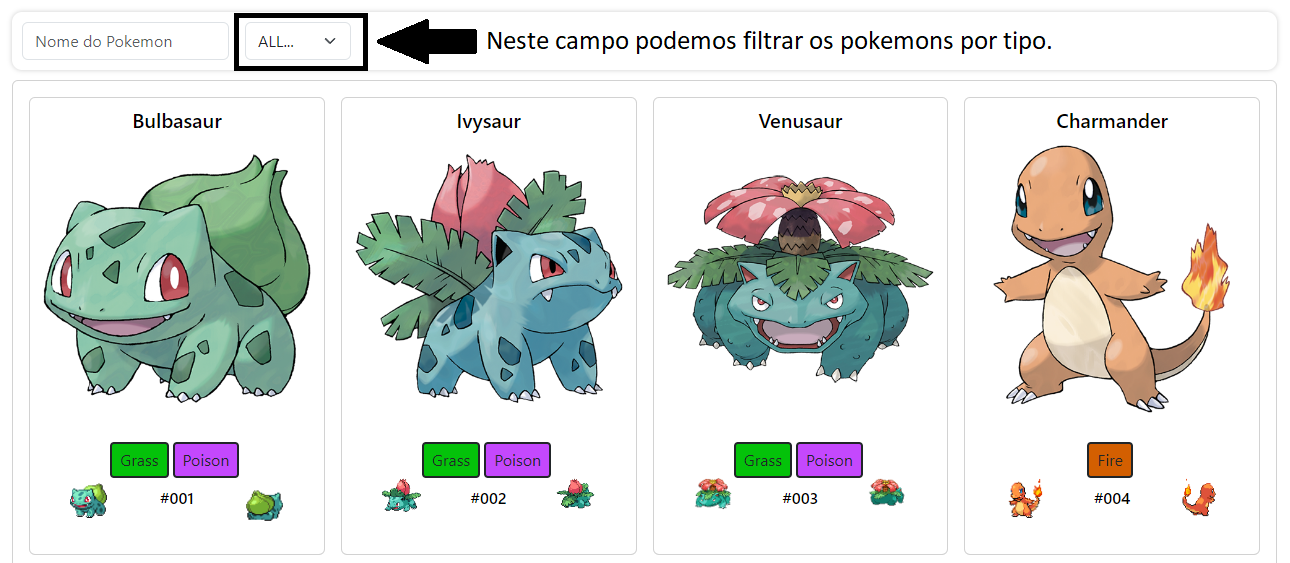 Nome do Pokemon
ALL...
Neste campo podemos filtrar os pokemons por tipo.
Bulbasaur
Ivysaur
Venusaur
Charmander
Grass Poison
Grass Poison
Grass Poison
Fire
#001
#002
#003
#004